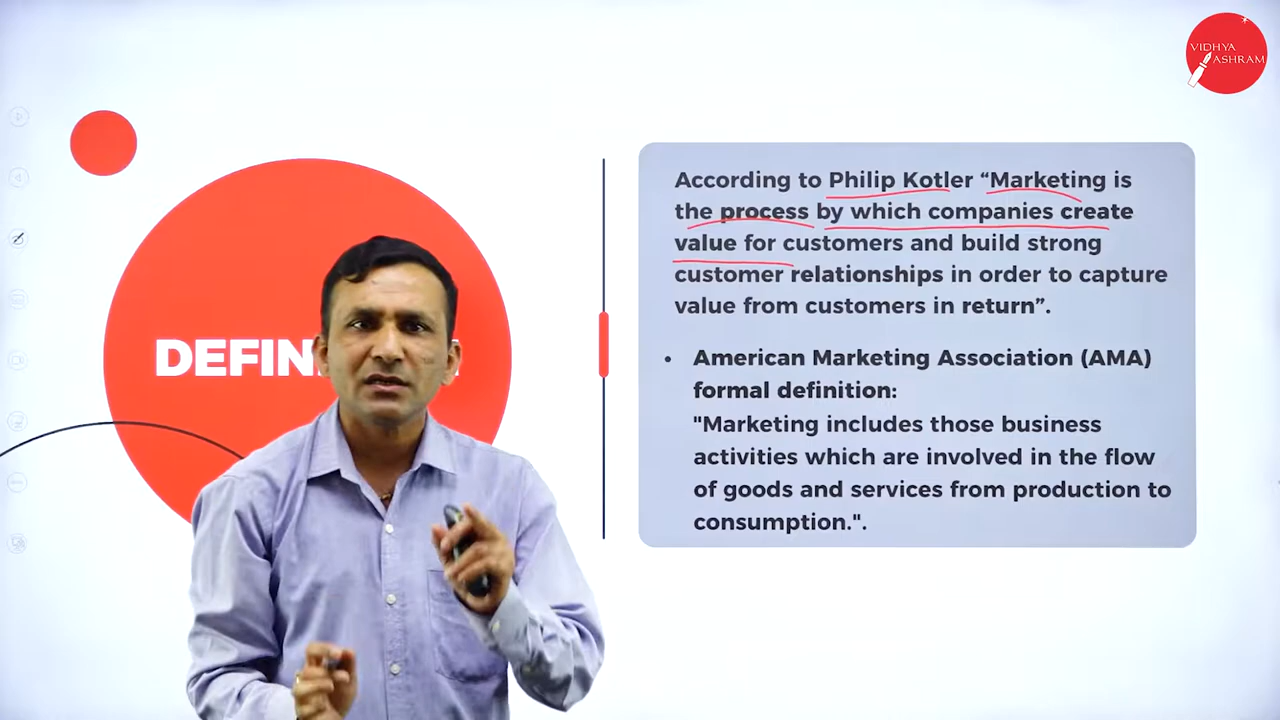 VIDHYA
ASHRAM
DEFIN
According to Philip Kotler “Marketing is
the process by which companies create
value for customers and build strong
customer relationships in order to capture
value from customers in return”.
• American Marketing Association (AMA)
formal definition:
"Marketing includes those business
activities which are involved in the flow
of goods and services from production to
consumption.".